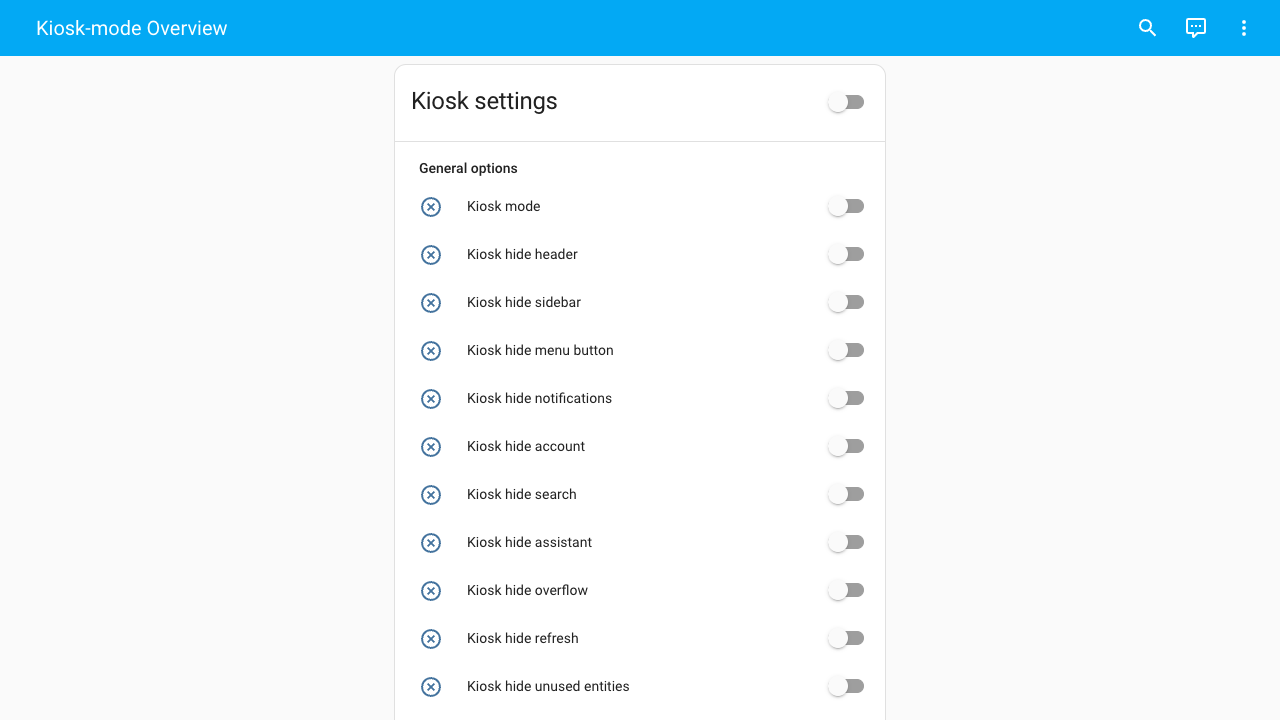 Kiosk-mode Overview
Kiosk settings
General options
Kiosk mode
Kiosk hide header
Kiosk hide sidebar
Kiosk hide menu button
Kiosk hide notifications
Kiosk hide account
Kiosk hide search
Kiosk hide assistant
Kiosk hide overflow
Kiosk hide refresh
Kiosk hide unused entities